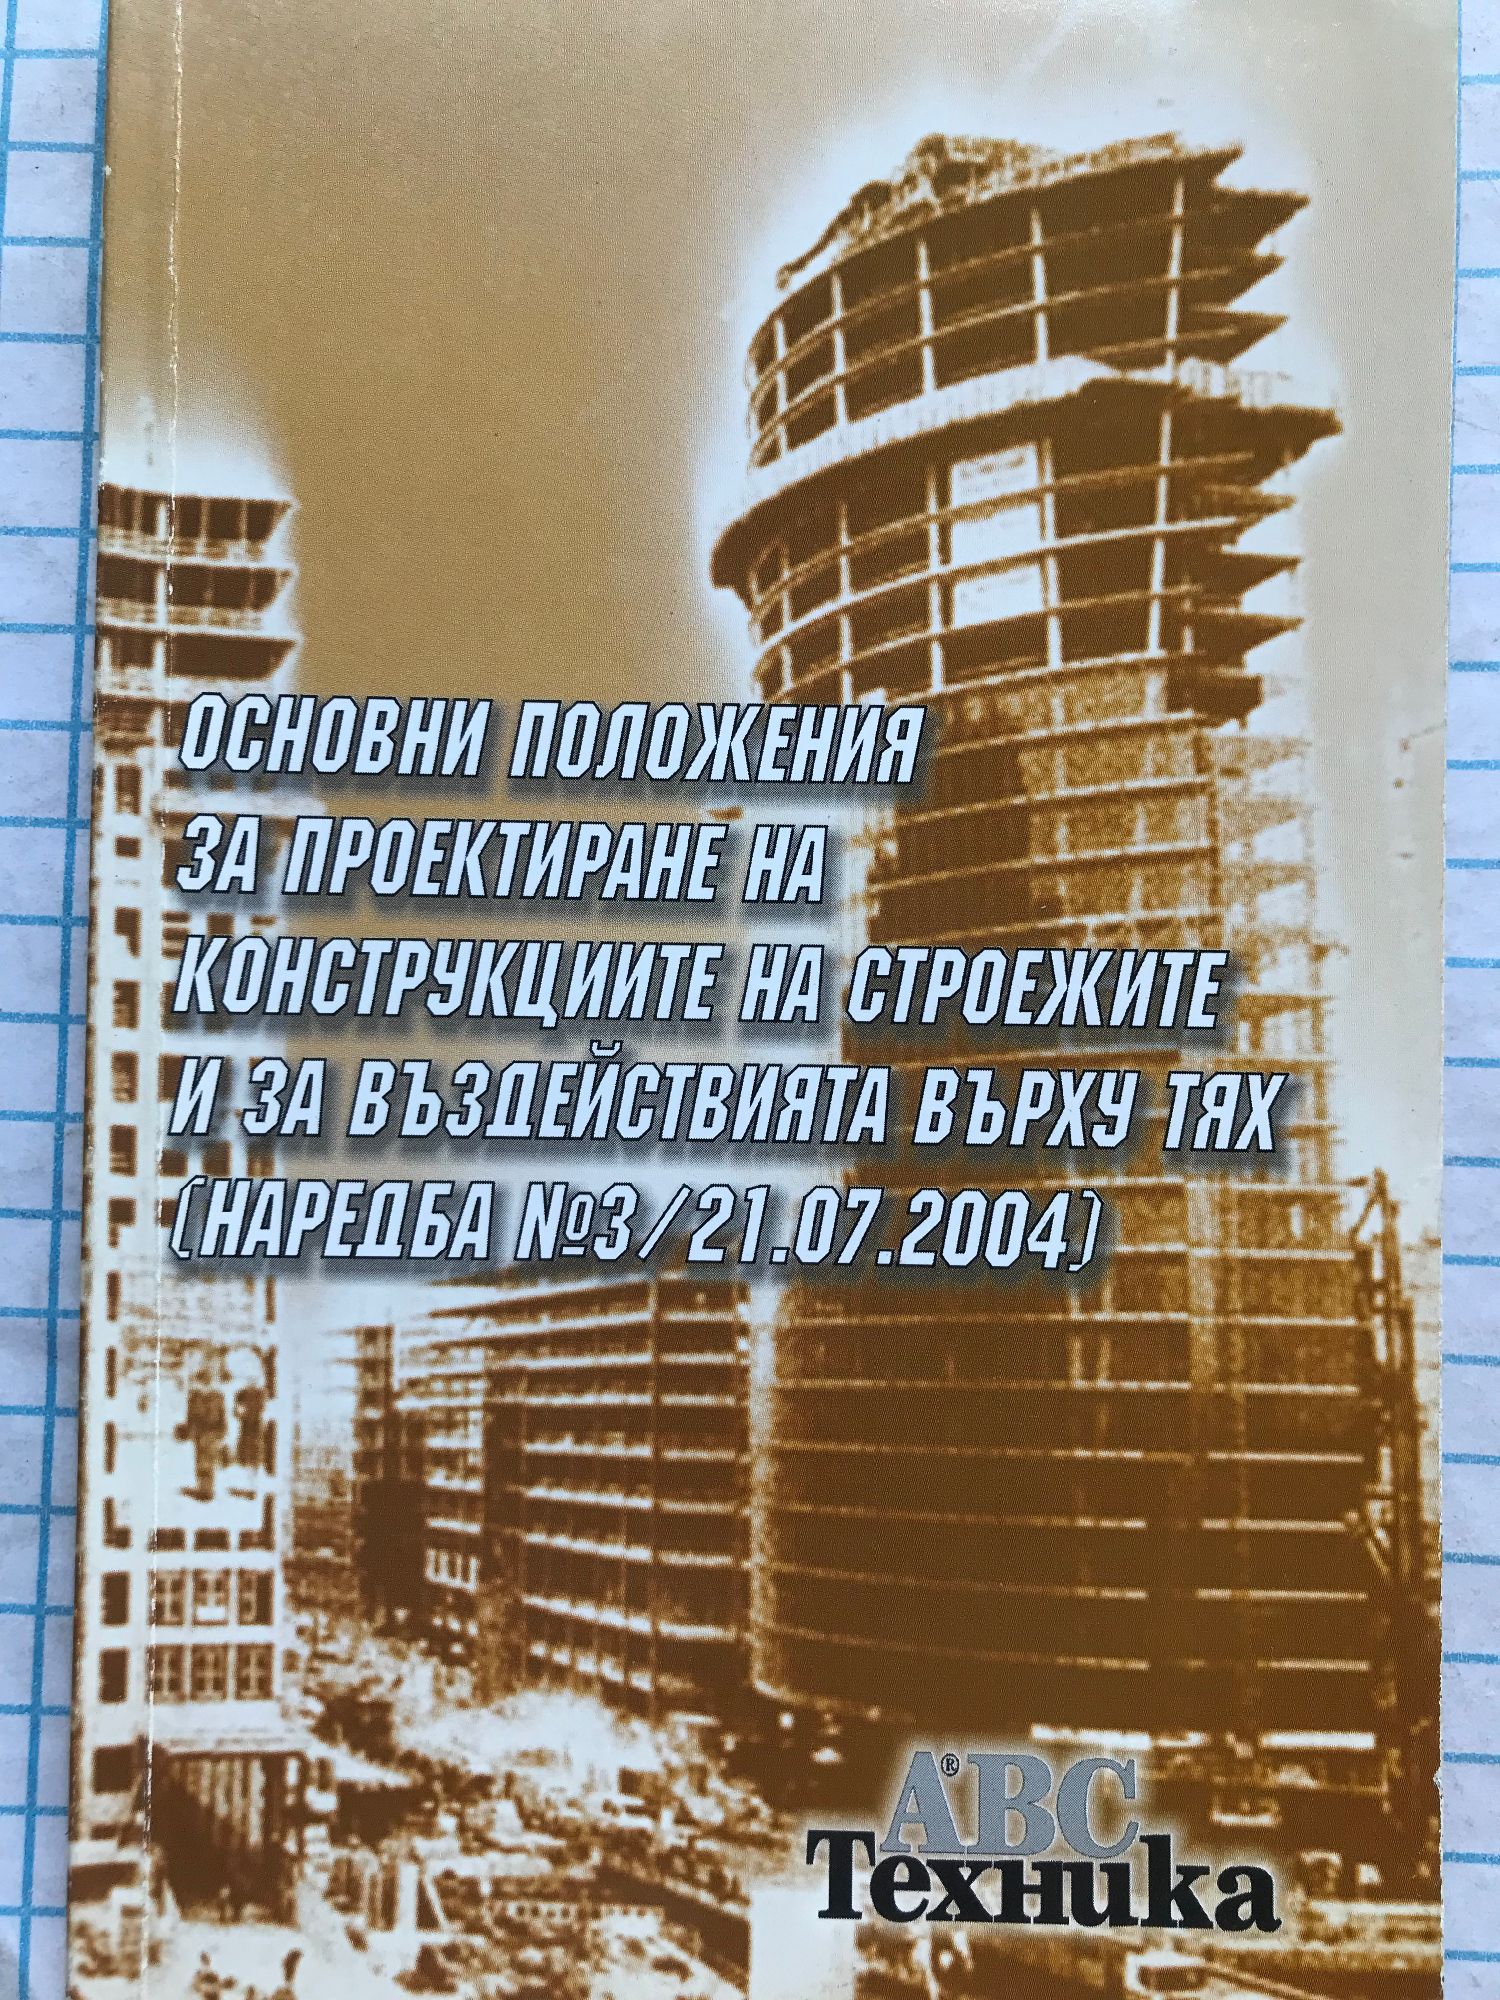 ОСНОВНИ ПОЛОЖЕНИЯ
ЗА ПРОЕКТИРАНЕ НА
КОНСТРУКЦИИТЕ НА СТРОЕЖИТЕ
И ЗА ВЪЗДЕЙСТВИЯТА ВЪРХУ ТЯХ
(НАРЕДБА №3/21.07.2004)
ABC®
Техника